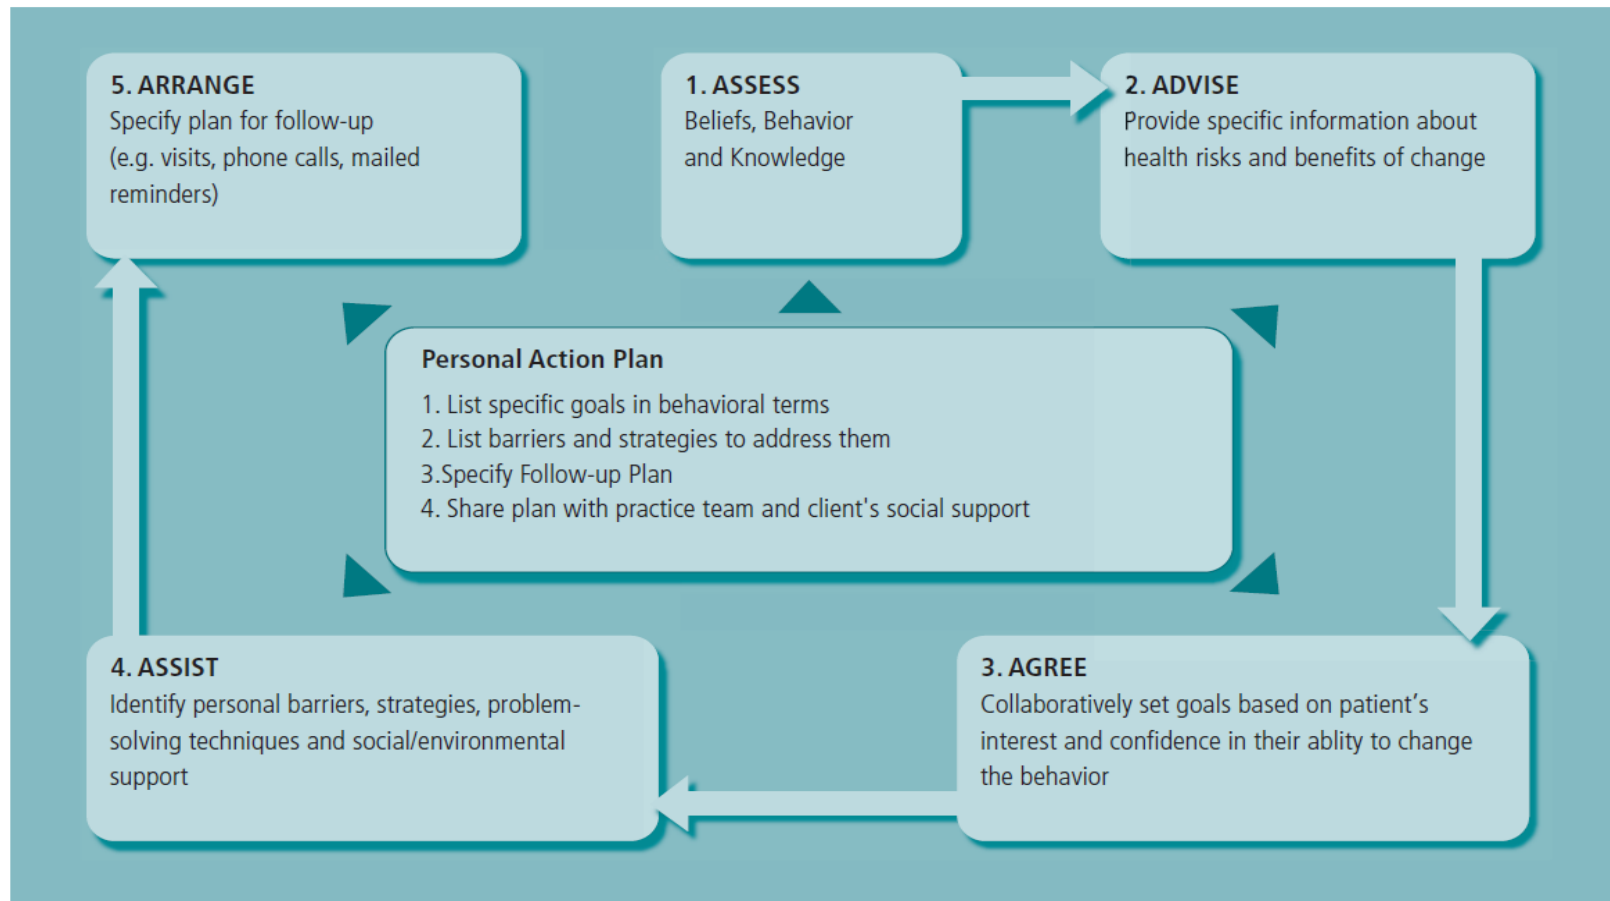 5. ARRANGE
Specify plan for follow-up
(e.g. visits, phone calls, mailed
reminders)
1. ASSESS
Beliefs, Behavior
and Knowledge
2. ADVISE
Provide specific information about
health risks and benefits of change
Personal Action Plan
1. List specific goals in behavioral terms
2. List barriers and strategies to address them
3.Specify Follow-up Plan
4. Share plan with practice team and client's social support
4. ASSIST
Identify personal barriers, strategies, problem-
solving techniques and social/environmental
support
3. AGREE
Collaboratively set goals based on patient’s
interest and confidence in their ablity to change
the behavior